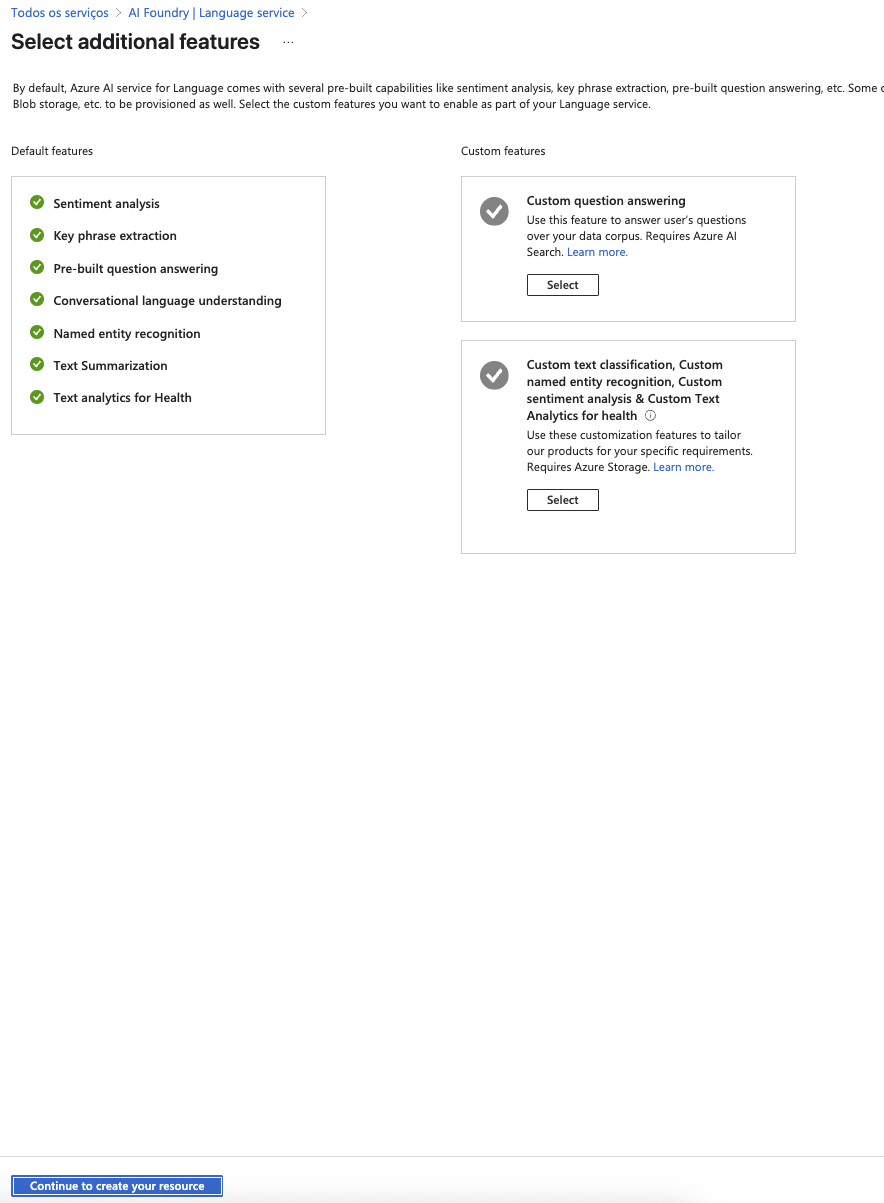 Todos os serviços > AI Foundry | Language service >
Select additional features ...
By default, Azure AI service for Language comes with several pre-built capabilities like sentiment analysis, key phrase extraction, pre-built question answering, etc. Some
Blob storage, etc. to be provisioned as well. Select the custom features you want to enable as part of your Language service.
Default features
Sentiment analysis
Key phrase extraction
Pre-built question answering
Conversational language understanding
Named entity recognition
Text Summarization
Text analytics for Health
Custom features
Custom question answering
Use this feature to answer user's questions
over your data corpus. Requires Azure AI
Search. Learn more.
Select
Custom text classification, Custom
named entity recognition, Custom
sentiment analysis & Custom Text
Analytics for health
Use these customization features to tailor
our products for your specific requirements.
Requires Azure Storage. Learn more.
Select
Continue to create your resource